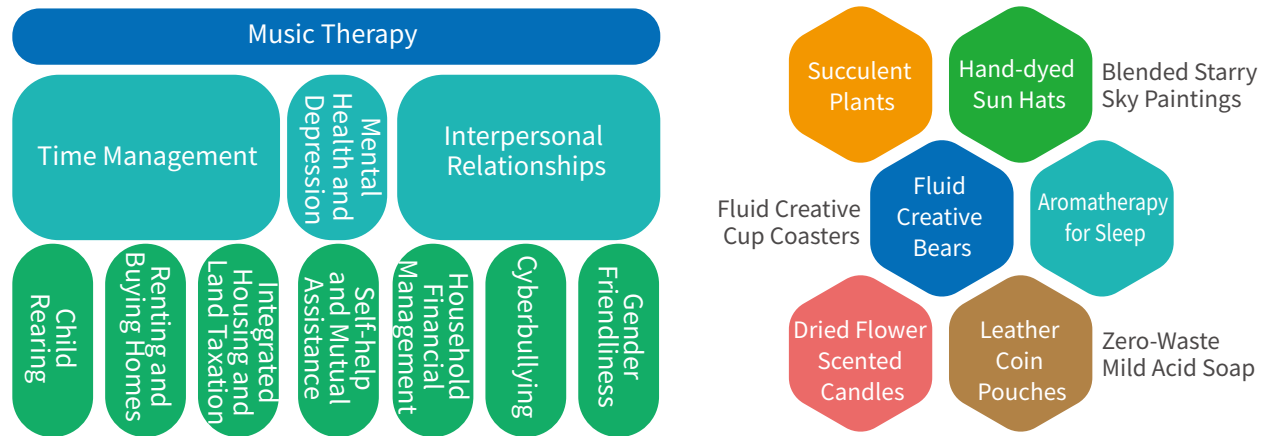 Music Therapy
Time Management
Mental
Health and
Depression
Interpersonal
Relationships
Child
Rearing
Renting and
Buying Homes
Integrated
Housing and
Land Taxation
Self-help
and Mutual
Assistance
Household
Financial
Management
Cyberbullying
Gender
Friendliness
Succulent
Plants
Hand-dyed
Sun Hats
Blended Starry
Sky Paintings
Fluid Creative
Cup Coasters
Fluid
Creative
Bears
Aromatherapy
for Sleep
Dried Flower
Scented
Candles
Leather
Coin
Pouches
Zero-Waste
Mild Acid Soap